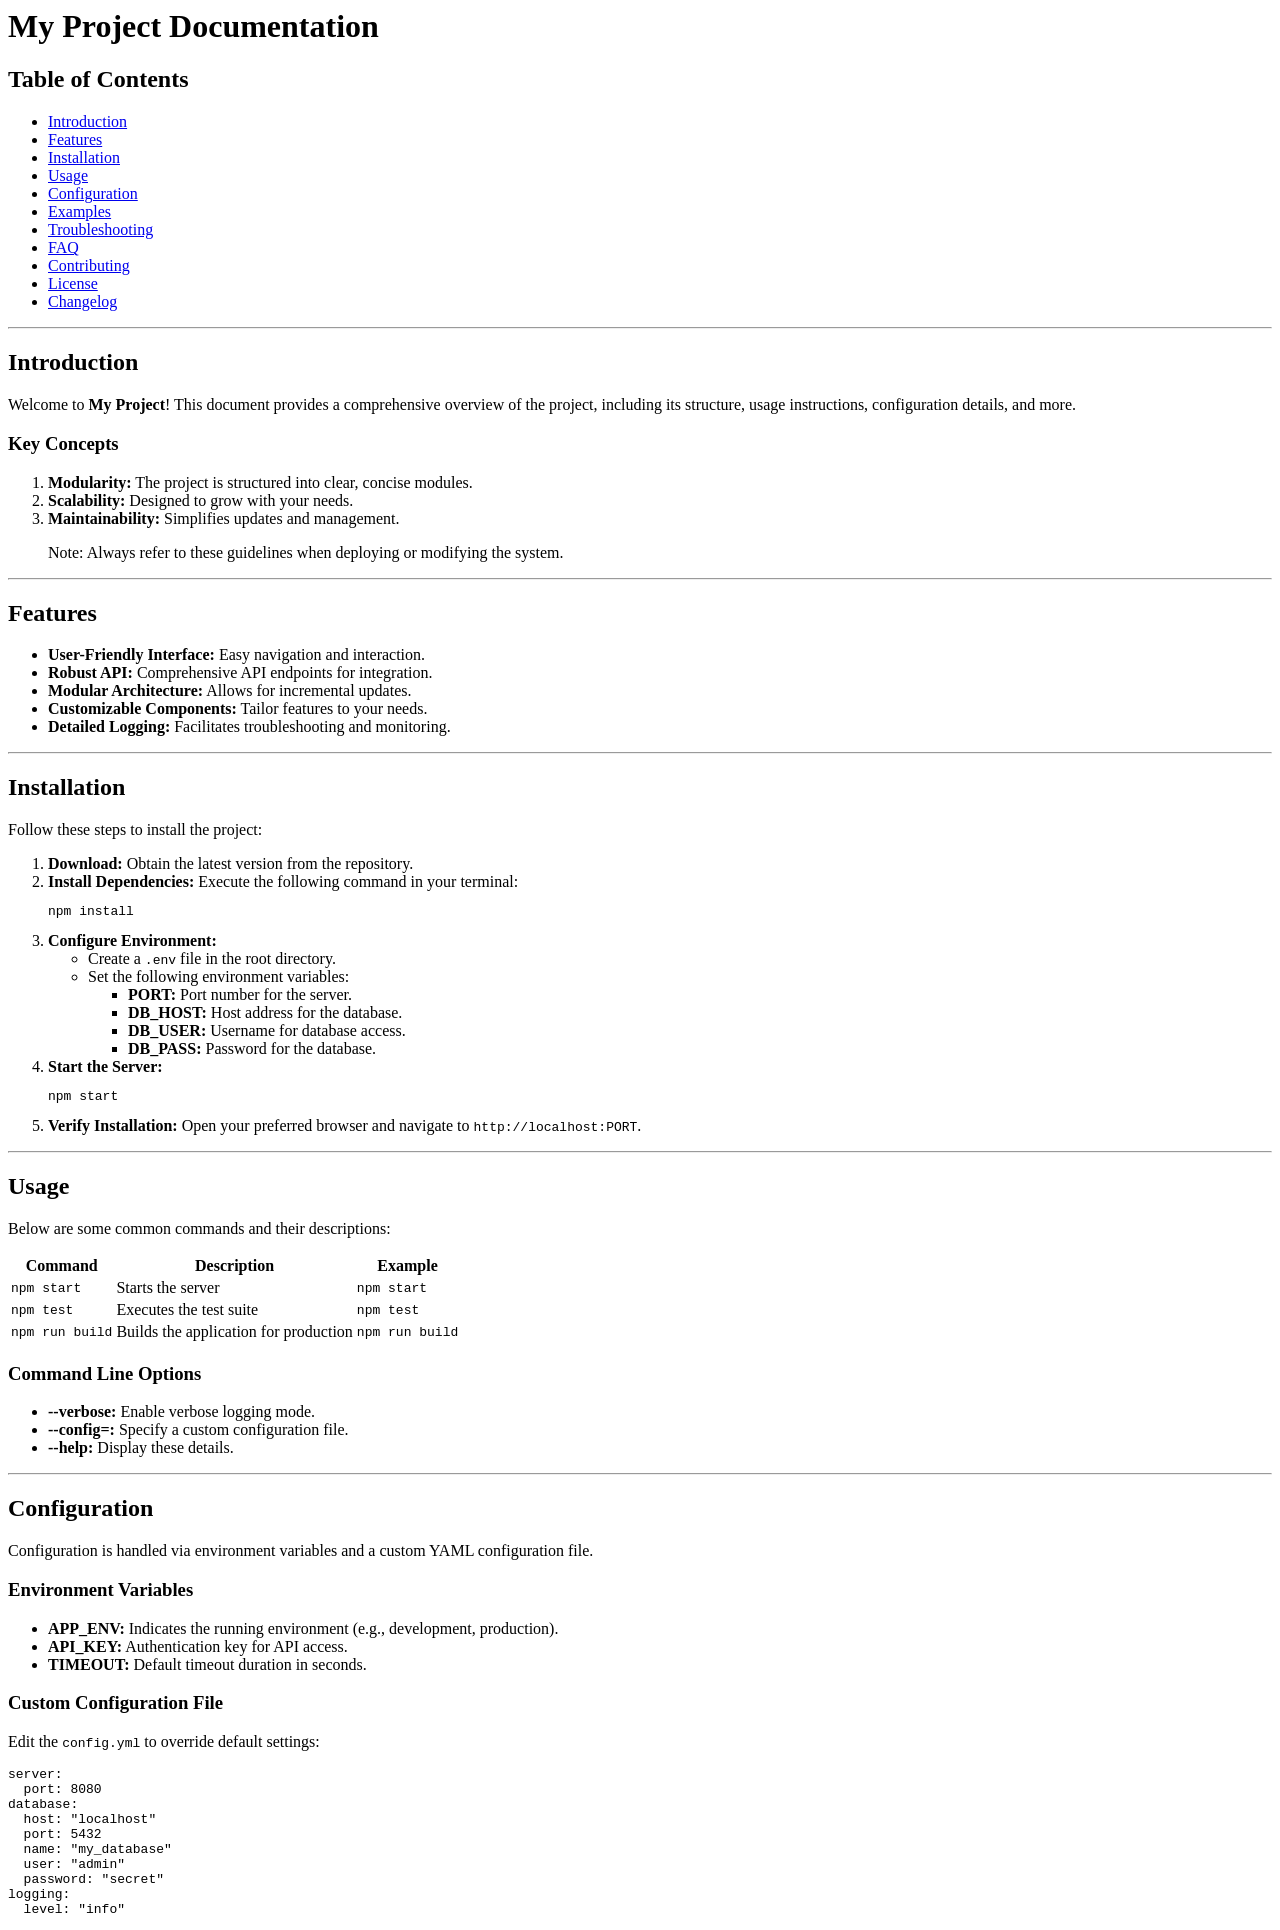 My Project Documentation
Table of Contents
Introduction
Features
Installation
Usage
Configuration
Examples
Troubleshooting
FAQ
Contributing
License
Changelog
Introduction
Welcome to My Project! This document provides a comprehensive overview of the project, including its structure, usage instructions, configuration details, and more.
Key Concepts
1. Modularity: The project is structured into clear, concise modules.
2. Scalability: Designed to grow with your needs.
3. Maintainability: Simplifies updates and management.
Note: Always refer to these guidelines when deploying or modifying the system.
Features
User-Friendly Interface: Easy navigation and interaction.
Robust API: Comprehensive API endpoints for integration.
Modular Architecture: Allows for incremental updates.
Customizable Components: Tailor features to your needs.
Detailed Logging: Facilitates troubleshooting and monitoring.
Installation
Follow these steps to install the project:
1. Download: Obtain the latest version from the repository.
2. Install Dependencies: Execute the following command in your terminal:
npm install
3. Configure Environment:
Create a .env file in the root directory.
Set the following environment variables:
PORT: Port number for the server.
DB_HOST: Host address for the database.
DB_USER: Username for database access.
DB_PASS: Password for the database.
4. Start the Server:
npm start
5. Verify Installation: Open your preferred browser and navigate to http://localhost:PORT.
Usage
Below are some common commands and their descriptions:
Command Description Example
npm start Starts the server npm start
npm test Executes the test suite npm test
npm run build Builds the application for production npm run build
Command Line Options
--verbose: Enable verbose logging mode.
--config=: Specify a custom configuration file.
--help: Display these details.
Configuration
Configuration is handled via environment variables and a custom YAML configuration file.
Environment Variables
APP_ENV: Indicates the running environment (e.g., development, production).
API_KEY: Authentication key for API access.
TIMEOUT: Default timeout duration in seconds.
Custom Configuration File
Edit the config.yml to override default settings:
server:
  port: 8080
database:
  host: "localhost"
  port: 5432
  name: "my_database"
  user: "admin"
  password: "secret"
logging:
  level: "info"